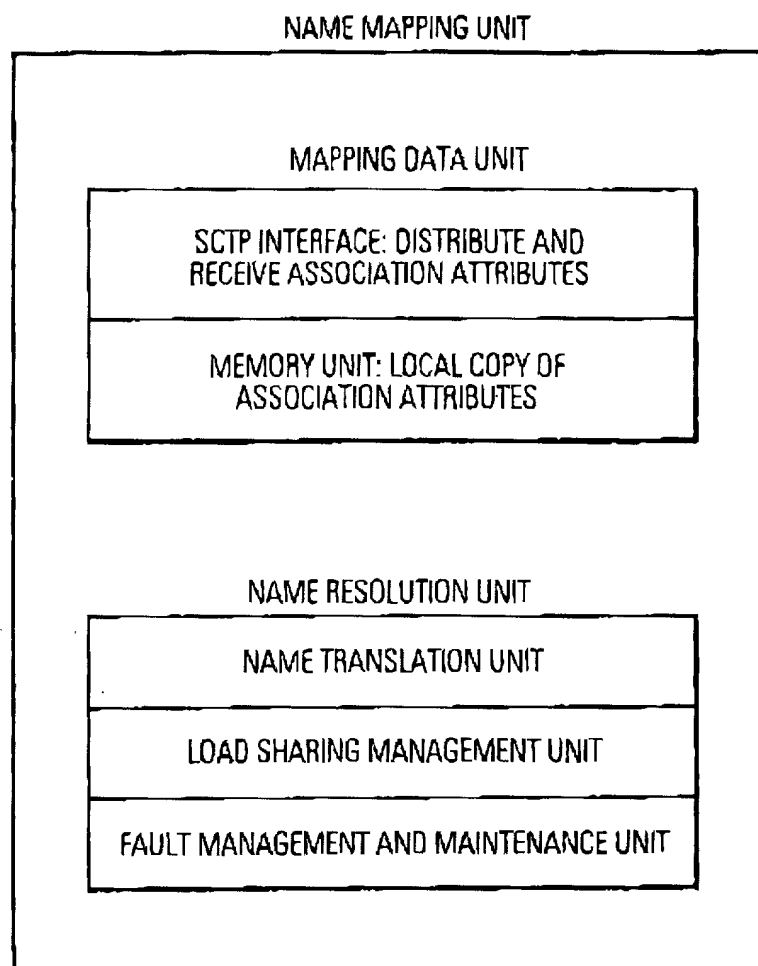 NAME MAPPING UNIT
MAPPING DATA UNIT
SCTP INTERFACE: DISTRIBUTE AND
RECEIVE ASSOCIATION ATTRIBUTES
MEMORY UNIT: LOCAL COPY OF
ASSOCIATION ATTRIBUTES
NAME RESOLUTION UNIT
NAME TRANSLATION UNIT
LOAD SHARING MANAGEMENT UNIT
FAULT MANAGEMENT AND MAINTENANCE UNIT